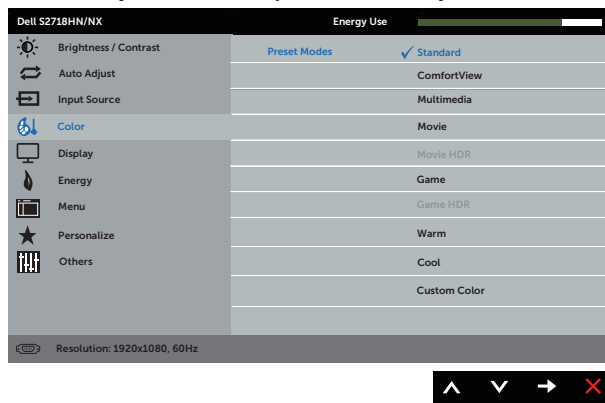 Dell S2718HN/NX Energy Use
Brightness / Contrast Preset Modes Standard
Auto Adjust ComfortView
Input Source Multimedia
Color Movie
Display Movie HDR
Energy Game
Menu Game HDR
Personalize Warm
Others Cool
Custom Color
Resolution: 1920x1080, 60Hz